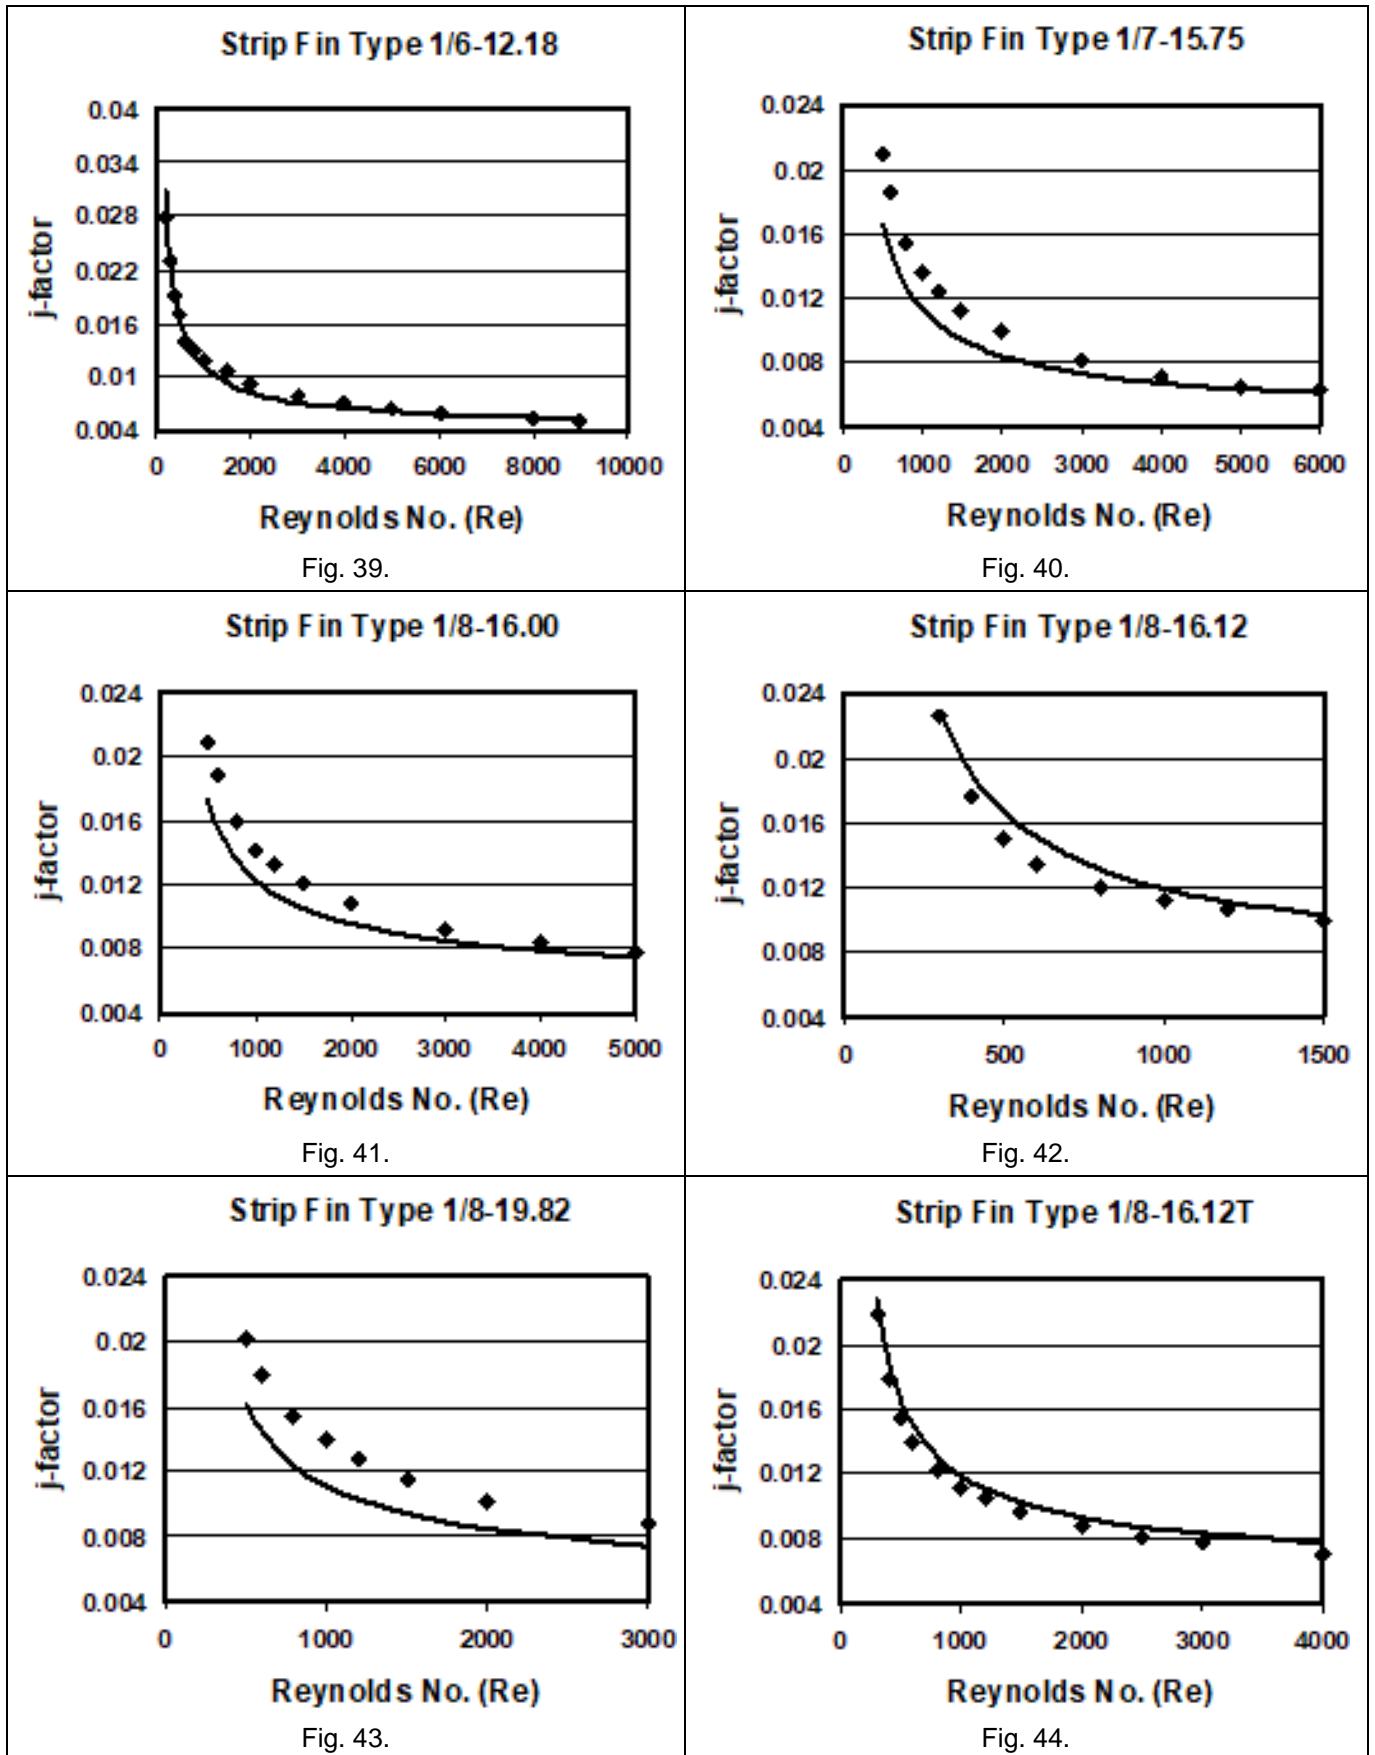 Strip Fin Type 1/6-12.18
0.04
0.034
0.028
0.022
0.016
0.01
0.004
j-factor
0 2000 4000 6000 8000 10000
Reynolds No. (Re)
Fig. 39.
Strip Fin Type 1/7-15.75
0.024
0.02
0.016
0.012
0.008
0.004
j-factor
0 1000 2000 3000 4000 5000 6000
Reynolds No. (Re)
Fig. 40.
Strip Fin Type 1/8-16.00
0.024
0.02
0.016
0.012
0.008
0.004
j-factor
0 1000 2000 3000 4000 5000
Reynolds No. (Re)
Fig. 41.
Strip Fin Type 1/8-16.12
0.024
0.02
0.016
0.012
0.008
0.004
j-factor
0 500 1000 1500
Reynolds No. (Re)
Fig. 42.
Strip Fin Type 1/8-19.82
0.024
0.02
0.016
0.012
0.008
0.004
j-factor
0 1000 2000 3000
Reynolds No. (Re)
Fig. 43.
Strip Fin Type 1/8-16.12T
0.024
0.02
0.016
0.012
0.008
0.004
j-factor
0 1000 2000 3000 4000
Reynolds No. (Re)
Fig. 44.